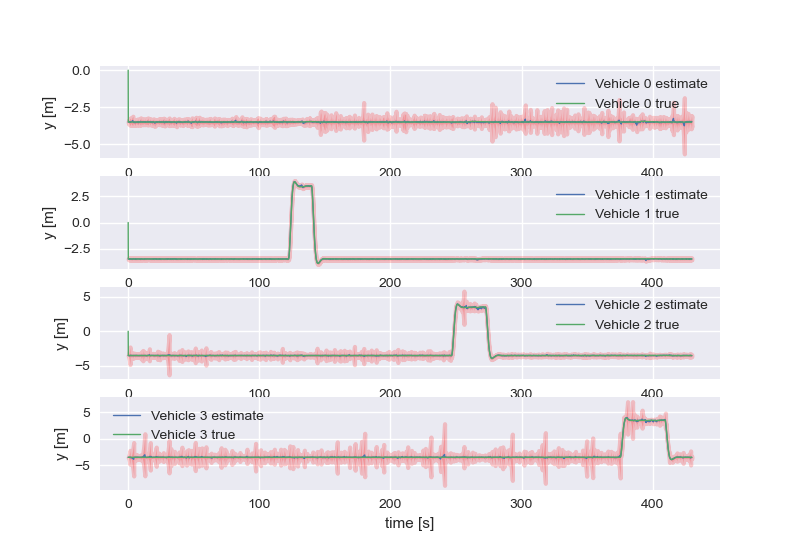 0.0
−2.5
−5.0
y [m]
Vehicle 0 estimate
Vehicle 0 true
0 100 200 300 400
2.5
0.0
−2.5
y [m]
Vehicle 1 estimate
Vehicle 1 true
0 100 200 300 400
5
0
−5
y [m]
Vehicle 2 estimate
Vehicle 2 true
0 100 200 300 400
5
0
−5
y [m]
Vehicle 3 estimate
Vehicle 3 true
0 100 200 300 400
time [s]